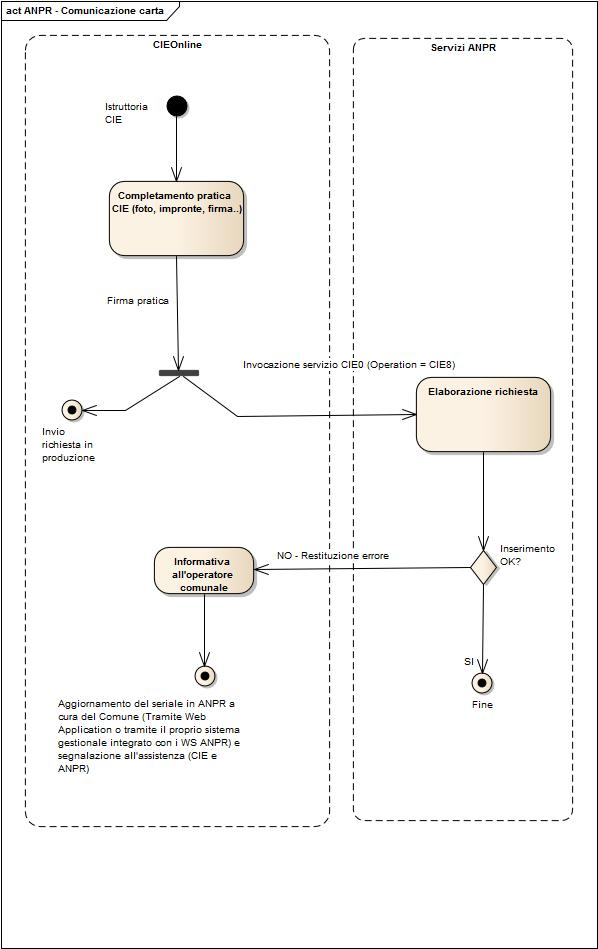 act ANPR - Comunicazione carta
CIEOnline
Servizi ANPR
Istruttoria
CIE
Completamento pratica
CIE (foto, impronte, firma..)
Firma pratica
Invocazione servizio CIE0 (Operation = CIE8)
Elaborazione richiesta
Invio
richiesta in
produzione
Inserimento
OK?
NO - Restituzione errore
Informativa
all'operatore
comunale
SI
Fine
Aggiornamento del seriale in ANPR a
cura del Comune (Tramite Web
Application o tramite il proprio sistema
gestionale integrato con i WS ANPR) e
segnalazione all'assistenza (CIE e
ANPR)